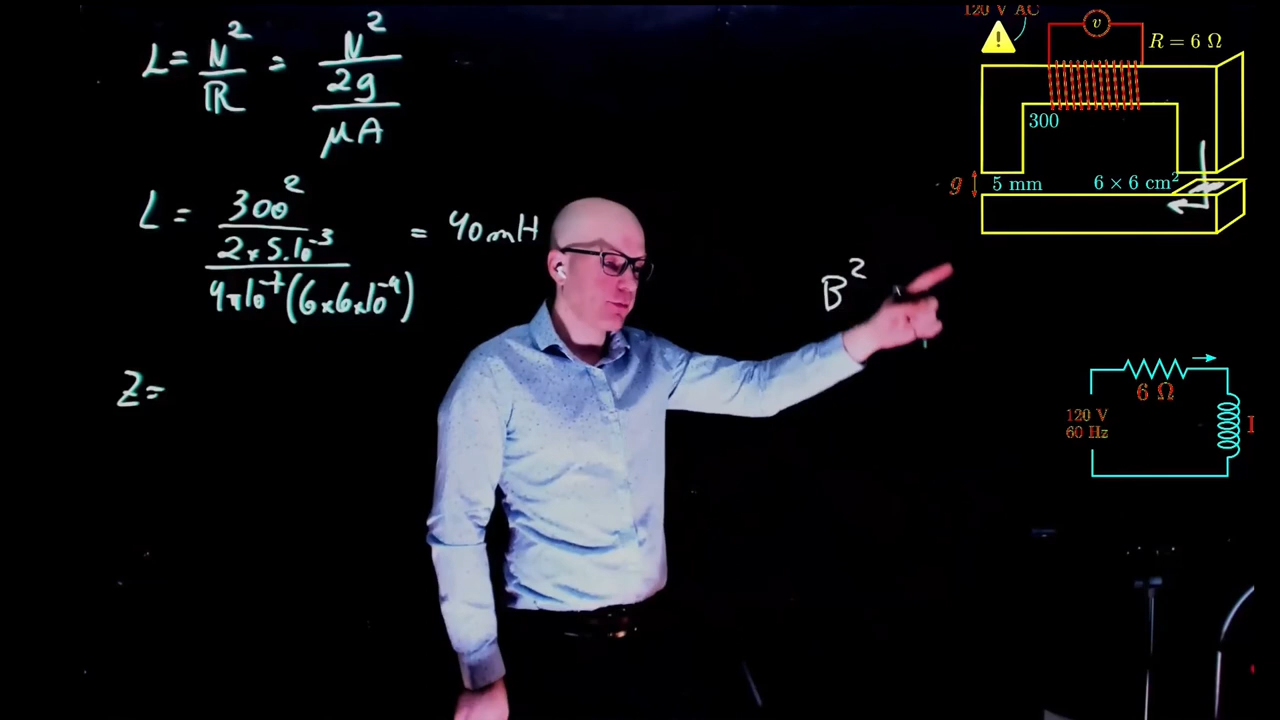 L = N² / ℝ = N² / (2g / μA)
L = 300² / (2×5.10⁻³ / 4π10⁻⁷(6×6×10⁻⁴)) = 40mH
Z =
B²
120 V AC
v
R = 6 Ω
300
g
5 mm
6 × 6 cm²
6 Ω
120 V
60 Hz